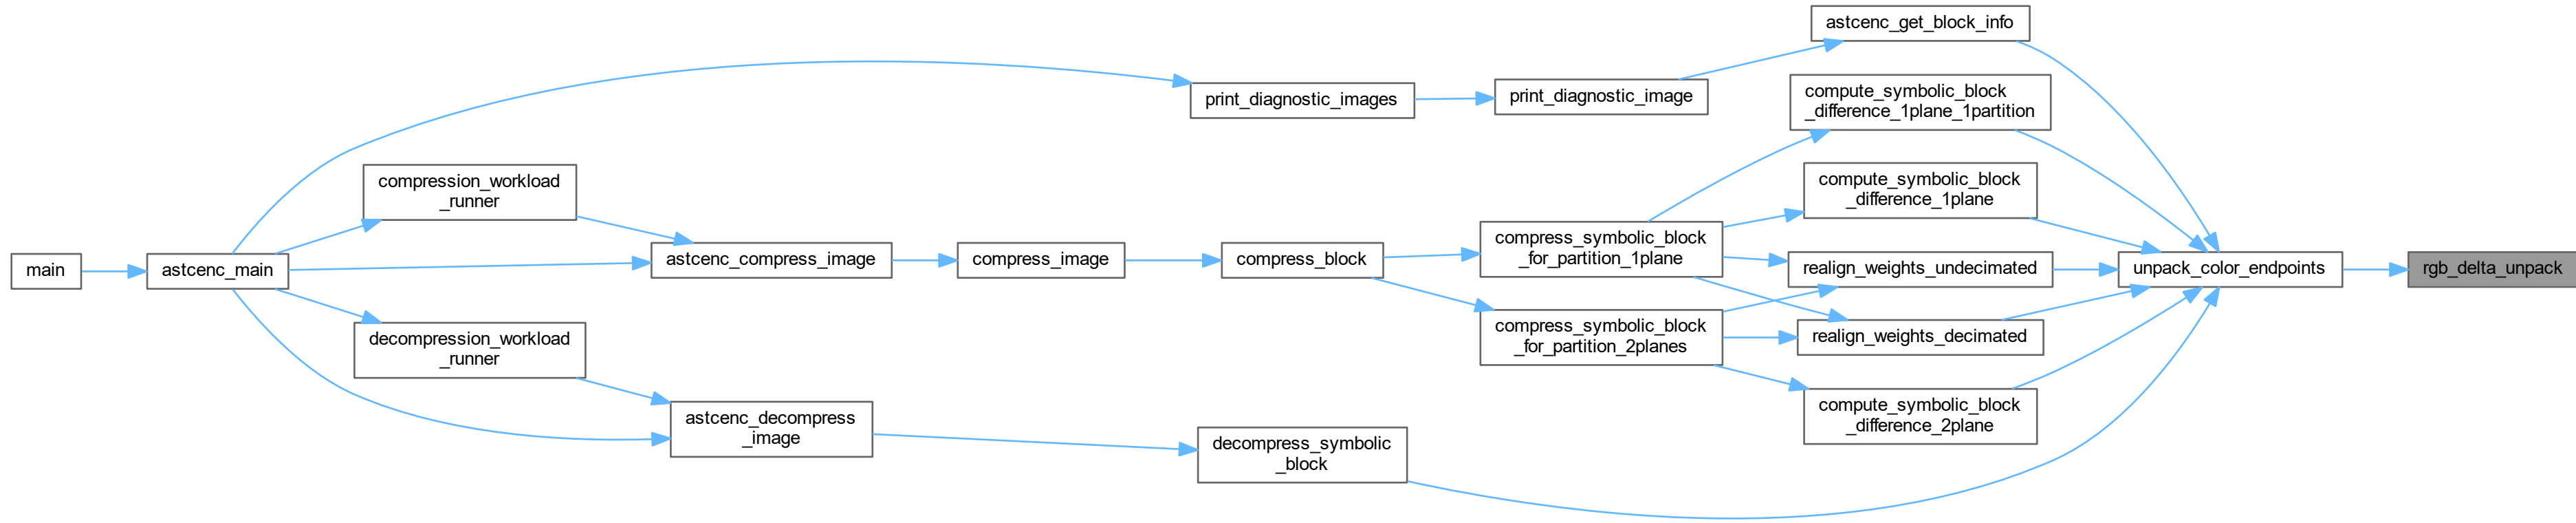 astcenc_get_block_info
print_diagnostic_images
print_diagnostic_image
compute_symbolic_block
_difference_1plane_1partition
compression_workload
_runner
compute_symbolic_block
_difference_1plane
main
astcenc_main
astcenc_compress_image
compress_image
compress_block
compress_symbolic_block
_for_partition_1plane
realign_weights_undecimated
unpack_color_endpoints
rgb_delta_unpack
decompression_workload
_runner
compress_symbolic_block
_for_partition_2planes
realign_weights_decimated
astcenc_decompress
_image
compute_symbolic_block
_difference_2plane
decompress_symbolic
_block